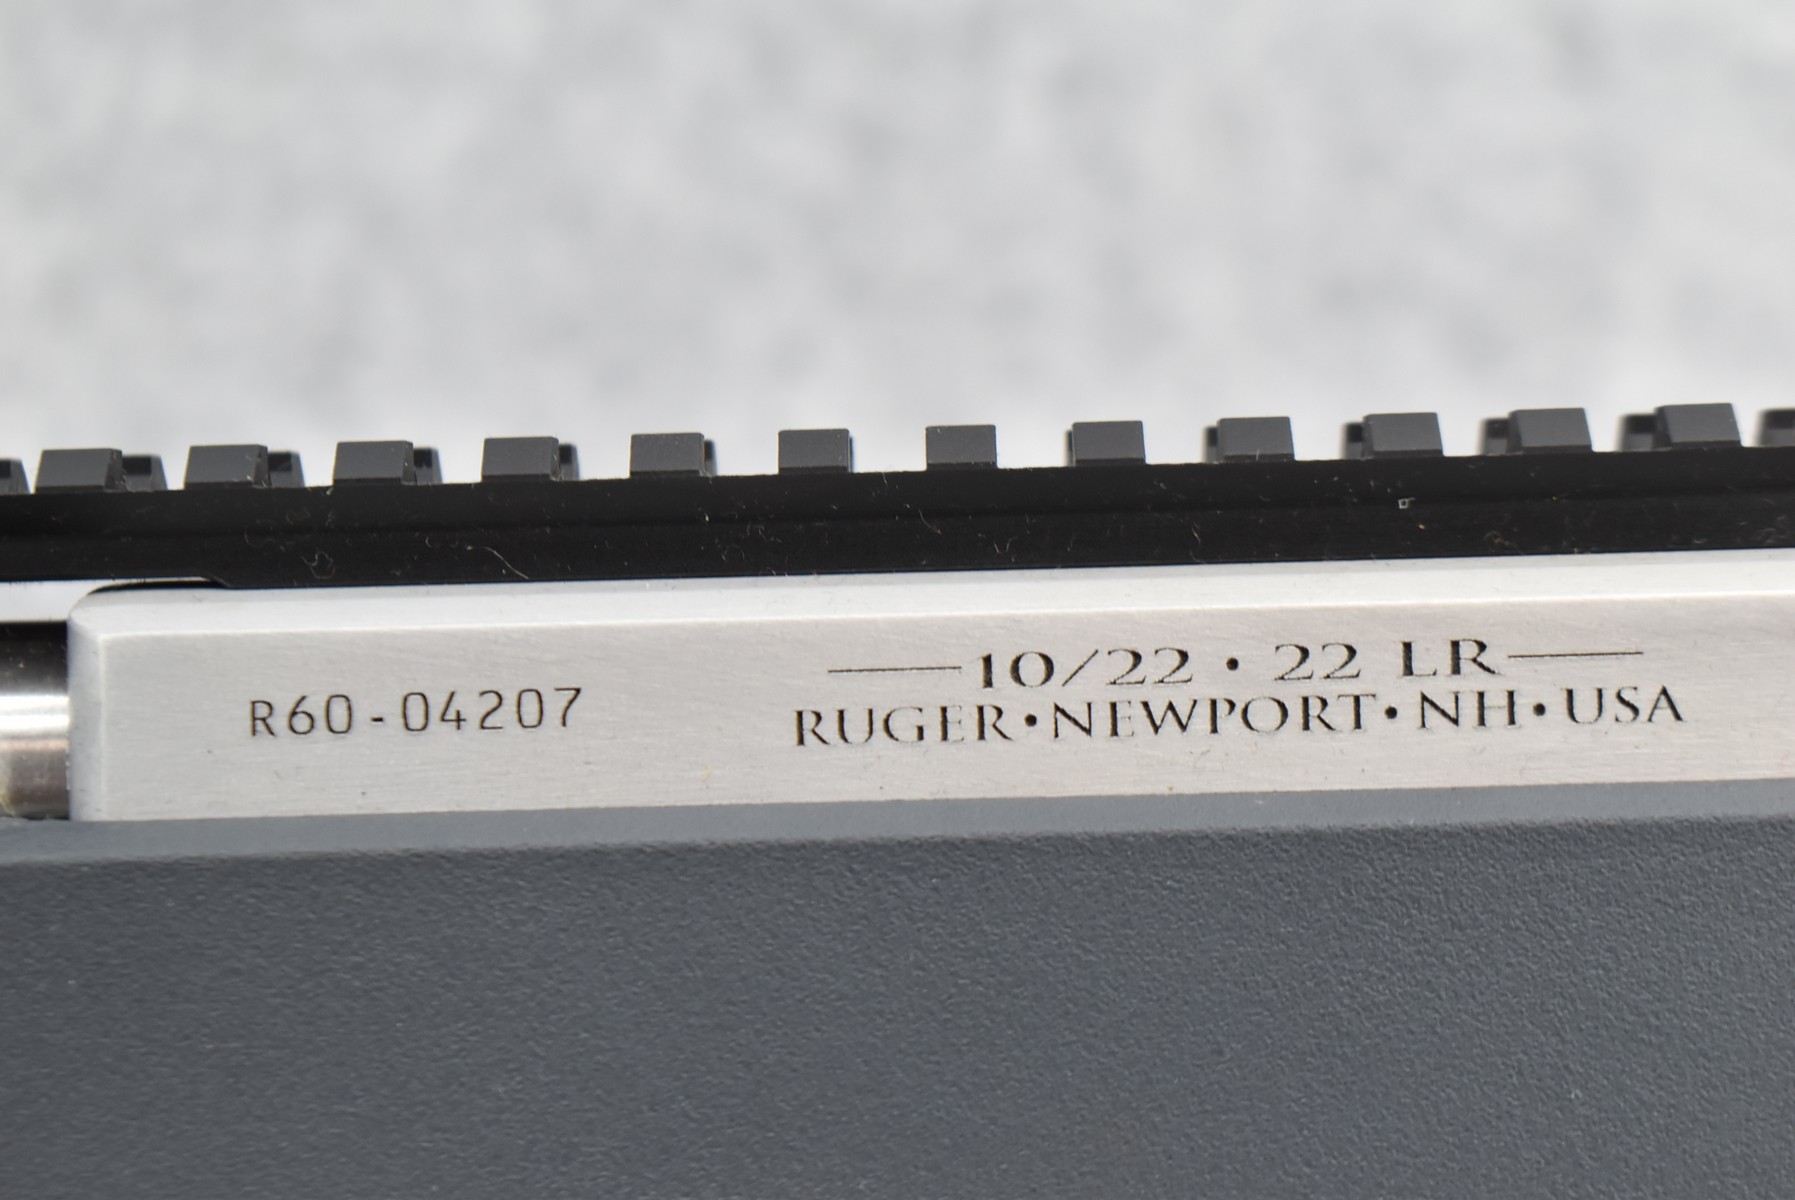 R60-04207
10/22 • 22 LR
RUGER•NEWPORT•NH•USA